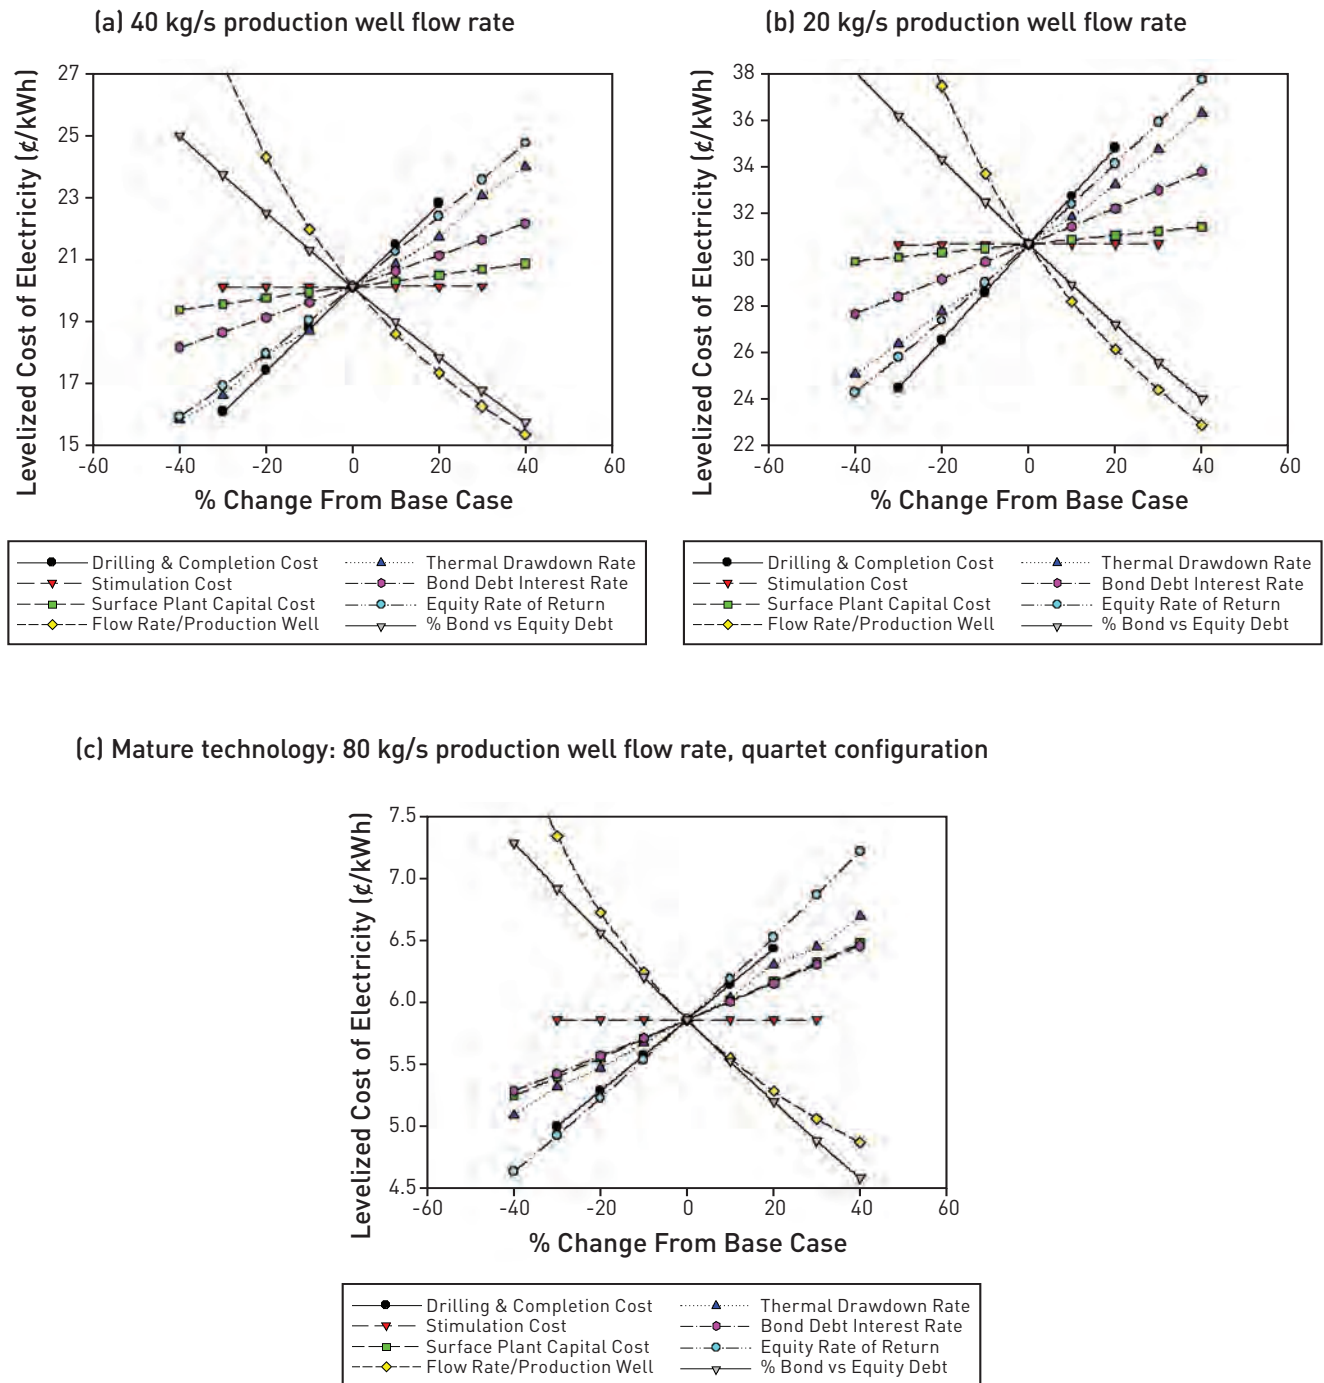 (a) 40 kg/s production well flow rate
Levelized Cost of Electricity (¢/kWh)
27
25
23
21
19
17
15
-60 -40 -20 0 20 40 60
% Change From Base Case
Drilling & Completion Cost
Stimulation Cost
Surface Plant Capital Cost
Flow Rate/Production Well
Thermal Drawdown Rate
Bond Debt Interest Rate
Equity Rate of Return
% Bond vs Equity Debt
(b) 20 kg/s production well flow rate
Levelized Cost of Electricity (¢/kWh)
38
36
34
32
30
28
26
24
22
-60 -40 -20 0 20 40 60
% Change From Base Case
Drilling & Completion Cost
Stimulation Cost
Surface Plant Capital Cost
Flow Rate/Production Well
Thermal Drawdown Rate
Bond Debt Interest Rate
Equity Rate of Return
% Bond vs Equity Debt
(c) Mature technology: 80 kg/s production well flow rate, quartet configuration
Levelized Cost of Electricity (¢/kWh)
7.5
7.0
6.5
6.0
5.5
5.0
4.5
-60 -40 -20 0 20 40 60
% Change From Base Case
Drilling & Completion Cost
Stimulation Cost
Surface Plant Capital Cost
Flow Rate/Production Well
Thermal Drawdown Rate
Bond Debt Interest Rate
Equity Rate of Return
% Bond vs Equity Debt